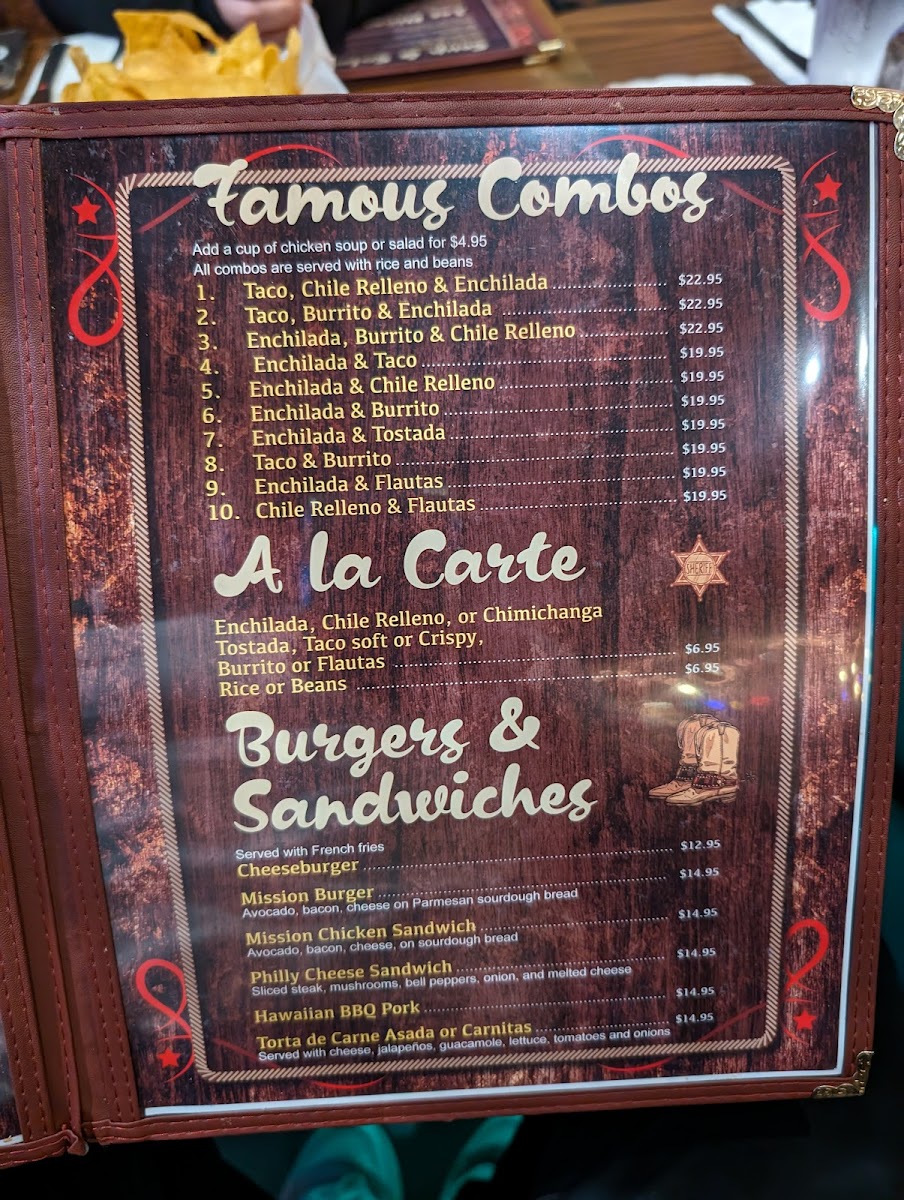 Famous Combos
Add a cup of chicken soup or salad for $4.95
All combos are served with rice and beans
1. Taco, Chile Relleno & Enchilada $22.95
2. Taco, Burrito & Enchilada $22.95
3. Enchilada, Burrito & Chile Relleno $22.95
4. Enchilada & Taco $19.95
5. Enchilada & Chile Relleno $19.95
6. Enchilada & Burrito $19.95
7. Enchilada & Tostada $19.95
8. Taco & Burrito $19.95
9. Enchilada & Flautas $19.95
10. Chile Relleno & Flautas $19.95
A la Carte
SHERIFF
Enchilada, Chile Relleno, or Chimichanga
Tostada, Taco soft or Crispy,
Burrito or Flautas $6.95
Rice or Beans $6.95
Burgers &
Sandwiches
Served with French fries
Cheeseburger $12.95
Mission Burger $14.95
Avocado, bacon, cheese on Parmesan sourdough bread
Mission Chicken Sandwich $14.95
Avocado, bacon, cheese, on sourdough bread
Philly Cheese Sandwich $14.95
Sliced steak, mushrooms, bell peppers, onion, and melted cheese
Hawaiian BBQ Pork $14.95
Torta de Carne Asada or Carnitas $14.95
Served with cheese, jalapeños, guacamole, lettuce, tomatoes and onions